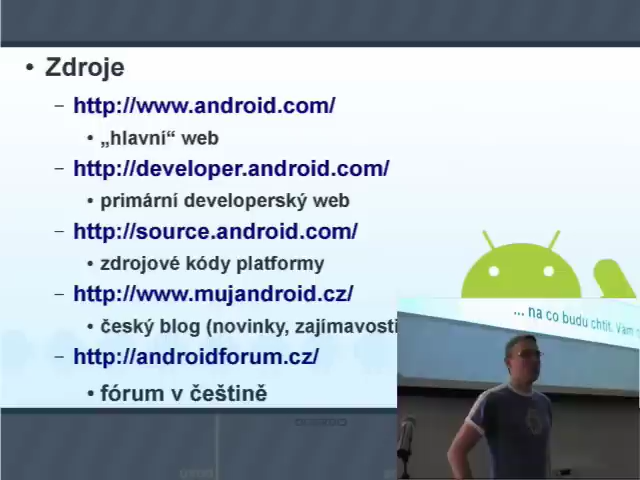 • Zdroje
– http://www.android.com/
• „hlavní“ web
– http://developer.android.com/
• primární developerský web
– http://source.android.com/
• zdrojové kódy platformy
– http://www.mujandroid.cz/
• český blog (novinky, zajímavosti
– http://androidforum.cz/
• fórum v češtině
... na co budu chtít. Vám